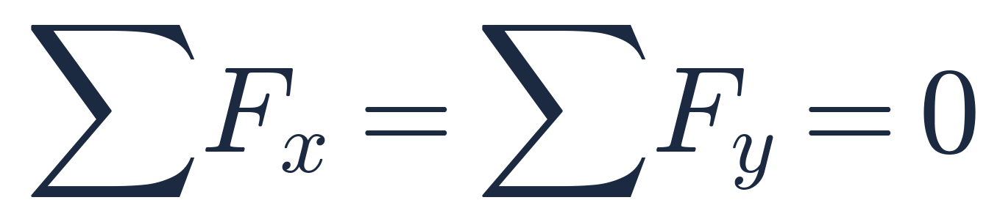 ∑F_x = ∑F_y = 0